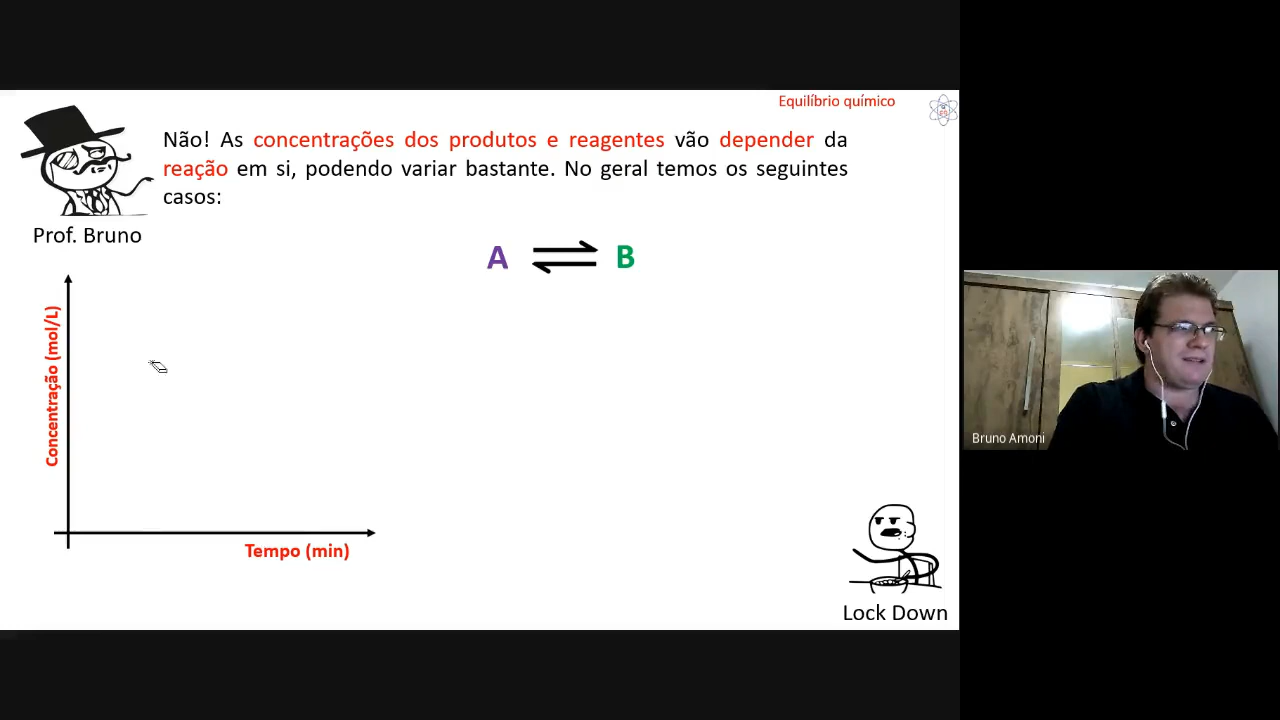 Equilíbrio químico
Não! As concentrações dos produtos e reagentes vão depender da
reação em si, podendo variar bastante. No geral temos os seguintes
casos:
Prof. Bruno
A ⇌ B
Concentração (mol/L)
Tempo (min)
Bruno Amoni
Lock Down